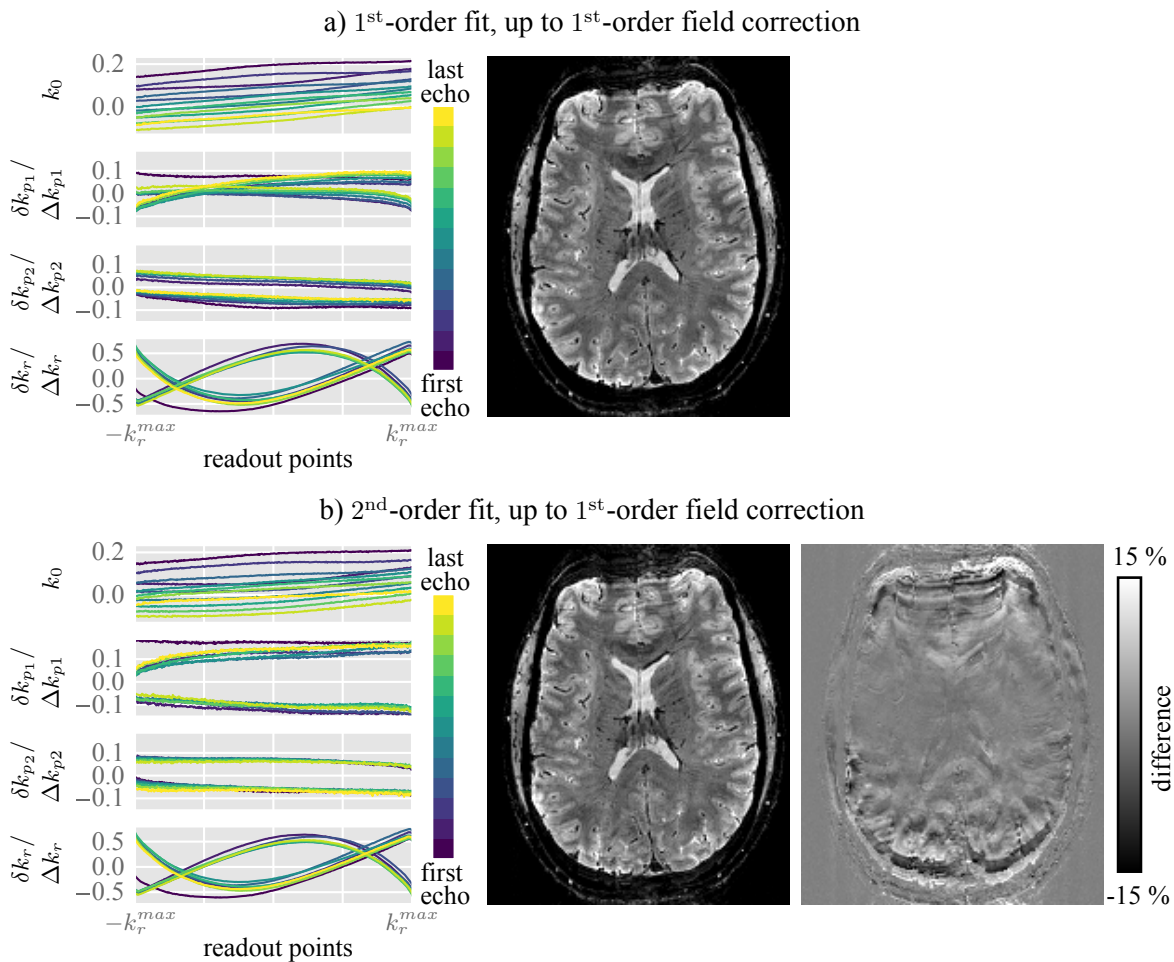 a) 1st-order fit, up to 1st-order field correction
k0
0.2
0.0
δkp1/
Δkp1
0.1
0.0
−0.1
δkp2/
Δkp2
0.1
0.0
−0.1
δkr/
Δkr
0.5
0.0
−0.5
−kr^max
kr^max
readout points
last
echo
first
echo
b) 2nd-order fit, up to 1st-order field correction
k0
0.2
0.0
δkp1/
Δkp1
0.1
0.0
−0.1
δkp2/
Δkp2
0.1
0.0
−0.1
δkr/
Δkr
0.5
0.0
−0.5
−kr^max
kr^max
readout points
last
echo
first
echo
15 %
difference
-15 %